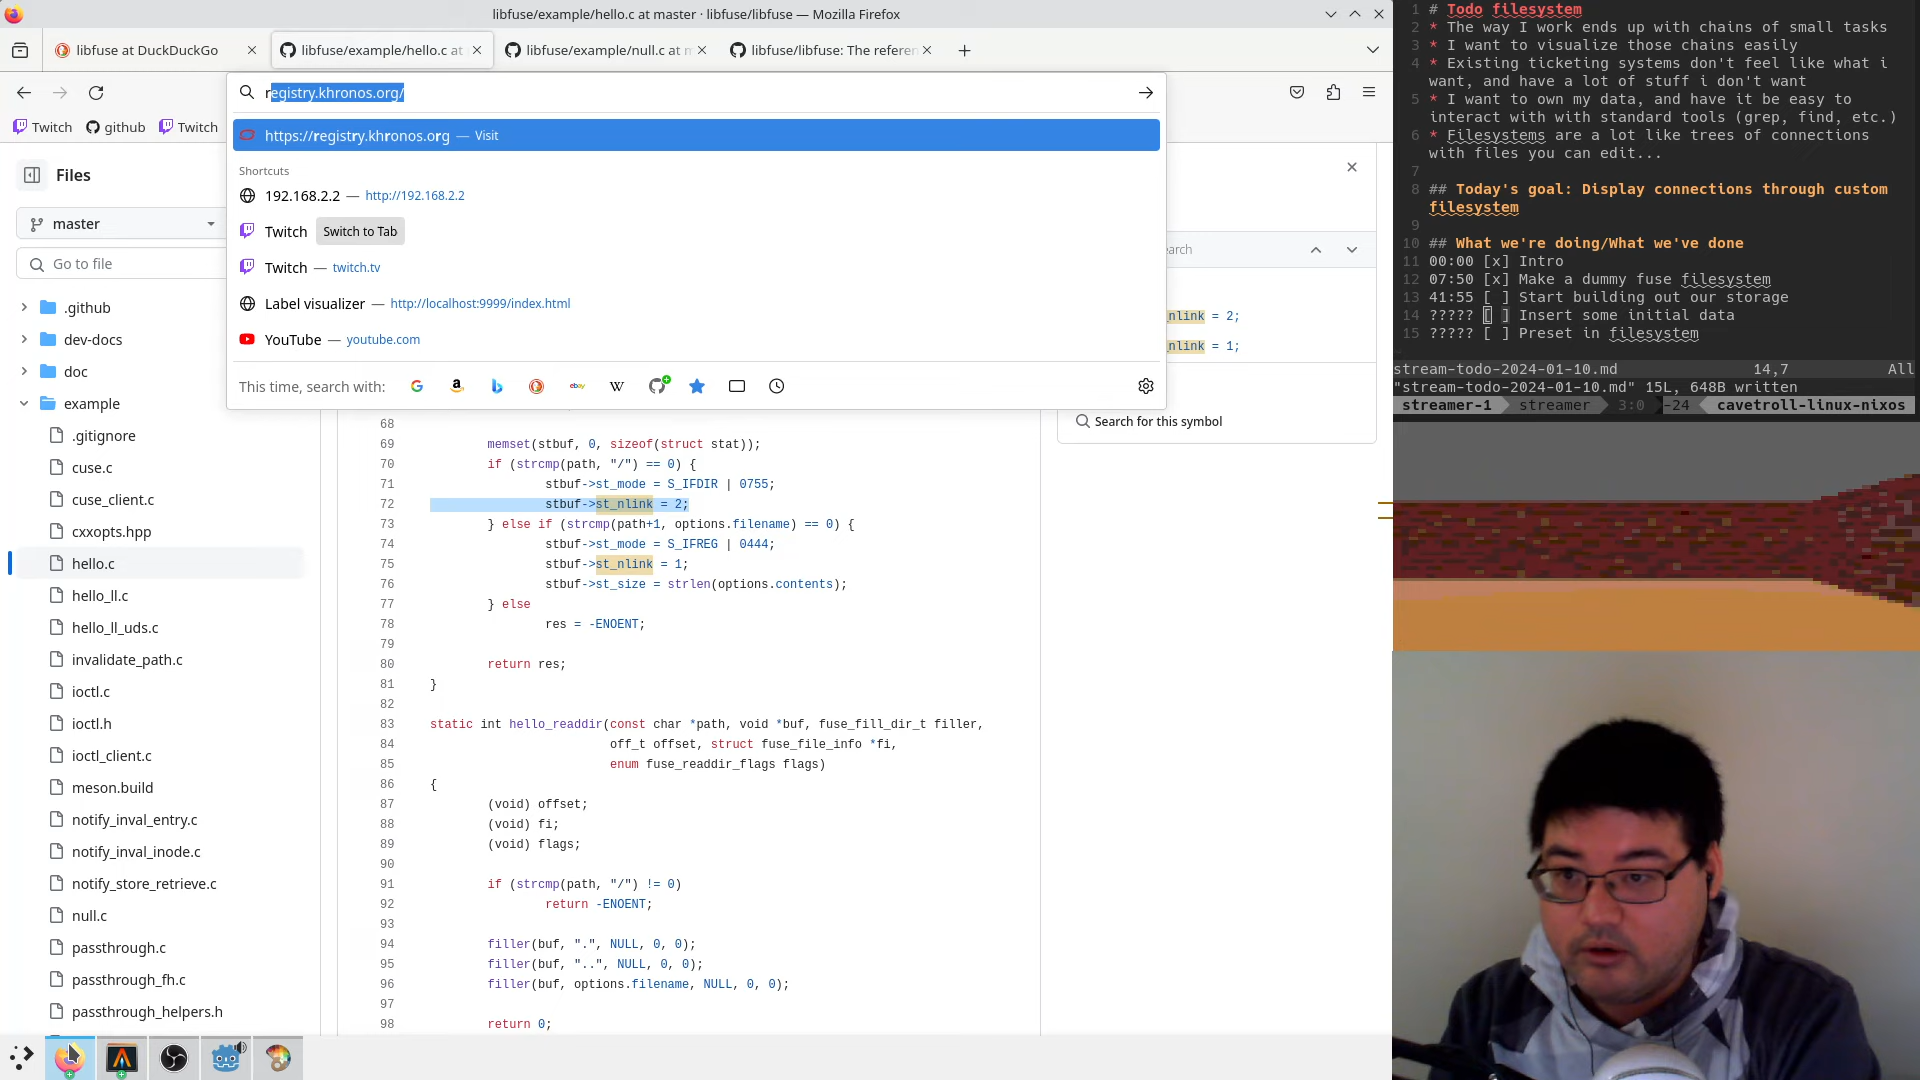 libfuse/example/hello.c at master · libfuse/libfuse — Mozilla Firefox
libfuse at DuckDuckGo
libfuse/example/hello.c at
libfuse/example/null.c at m
libfuse/libfuse: The referen
registry.khronos.org/
https://registry.khronos.org — Visit
Shortcuts
192.168.2.2 — http://192.168.2.2
Twitch Switch to Tab
Twitch — twitch.tv
Label visualizer — http://localhost:9999/index.html
YouTube — youtube.com
This time, search with:
Twitch
github
Twitch
Files
master
Go to file
.github
dev-docs
doc
example
.gitignore
cuse.c
cuse_client.c
cxxopts.hpp
hello.c
hello_ll.c
hello_ll_uds.c
invalidate_path.c
ioctl.c
ioctl.h
ioctl_client.c
meson.build
notify_inval_entry.c
notify_inval_inode.c
notify_store_retrieve.c
null.c
passthrough.c
passthrough_fh.c
passthrough_helpers.h
68
69 memset(stbuf, 0, sizeof(struct stat));
70 if (strcmp(path, "/") == 0) {
71 stbuf->st_mode = S_IFDIR | 0755;
72 stbuf->st_nlink = 2;
73 } else if (strcmp(path+1, options.filename) == 0) {
74 stbuf->st_mode = S_IFREG | 0444;
75 stbuf->st_nlink = 1;
76 stbuf->st_size = strlen(options.contents);
77 } else
78 res = -ENOENT;
79
80 return res;
81 }
82
83 static int hello_readdir(const char *path, void *buf, fuse_fill_dir_t filler,
84 off_t offset, struct fuse_file_info *fi,
85 enum fuse_readdir_flags flags)
86 {
87 (void) offset;
88 (void) fi;
89 (void) flags;
90
91 if (strcmp(path, "/") != 0)
92 return -ENOENT;
93
94 filler(buf, ".", NULL, 0, 0);
95 filler(buf, "..", NULL, 0, 0);
96 filler(buf, options.filename, NULL, 0, 0);
97
98 return 0;
earch
_nlink = 2;
_nlink = 1;
Search for this symbol
1 # Todo filesystem
2 * The way I work ends up with chains of small tasks
3 * I want to visualize those chains easily
4 * Existing ticketing systems don't feel like what i
want, and have a lot of stuff i don't want
5 * I want to own my data, and have it be easy to
interact with with standard tools (grep, find, etc.)
6 * Filesystems are a lot like trees of connections
with files you can edit...
7
8 ## Today's goal: Display connections through custom
filesystem
9
10 ## What we're doing/What we've done
11 00:00 [x] Intro
12 07:50 [x] Make a dummy fuse filesystem
13 41:55 [ ] Start building out our storage
14 ????? [ ] Insert some initial data
15 ????? [ ] Preset in filesystem
stream-todo-2024-01-10.md 14,7 All
"stream-todo-2024-01-10.md" 15L, 648B written
streamer-1 streamer 3:0 -24 cavetroll-linux-nixos